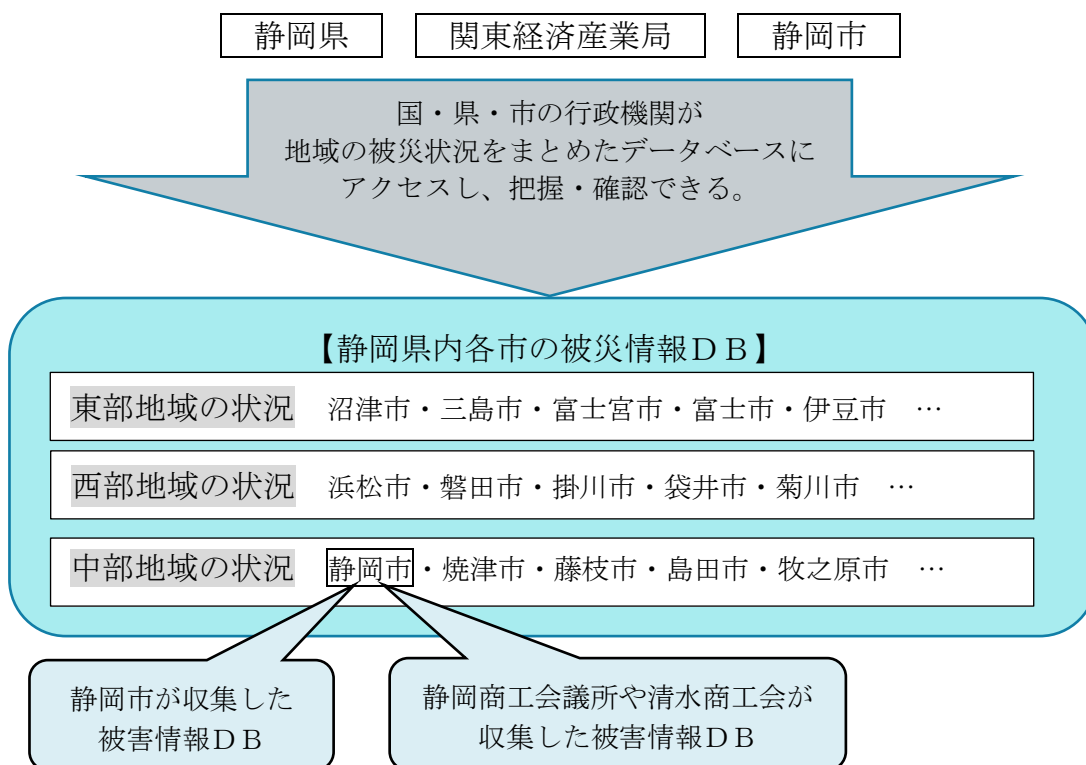 静岡県 関東経済産業局 静岡市
国・県・市の行政機関が
地域の被災状況をまとめたデータベースに
アクセスし、把握・確認できる。
【静岡県内各市の被災情報ＤＢ】
東部地域の状況 沼津市・三島市・富士宮市・富士市・伊豆市 …
西部地域の状況 浜松市・磐田市・掛川市・袋井市・菊川市 …
中部地域の状況 静岡市・焼津市・藤枝市・島田市・牧之原市 …
静岡市が収集した
被害情報ＤＢ
静岡商工会議所や清水商工会が
収集した被害情報ＤＢ